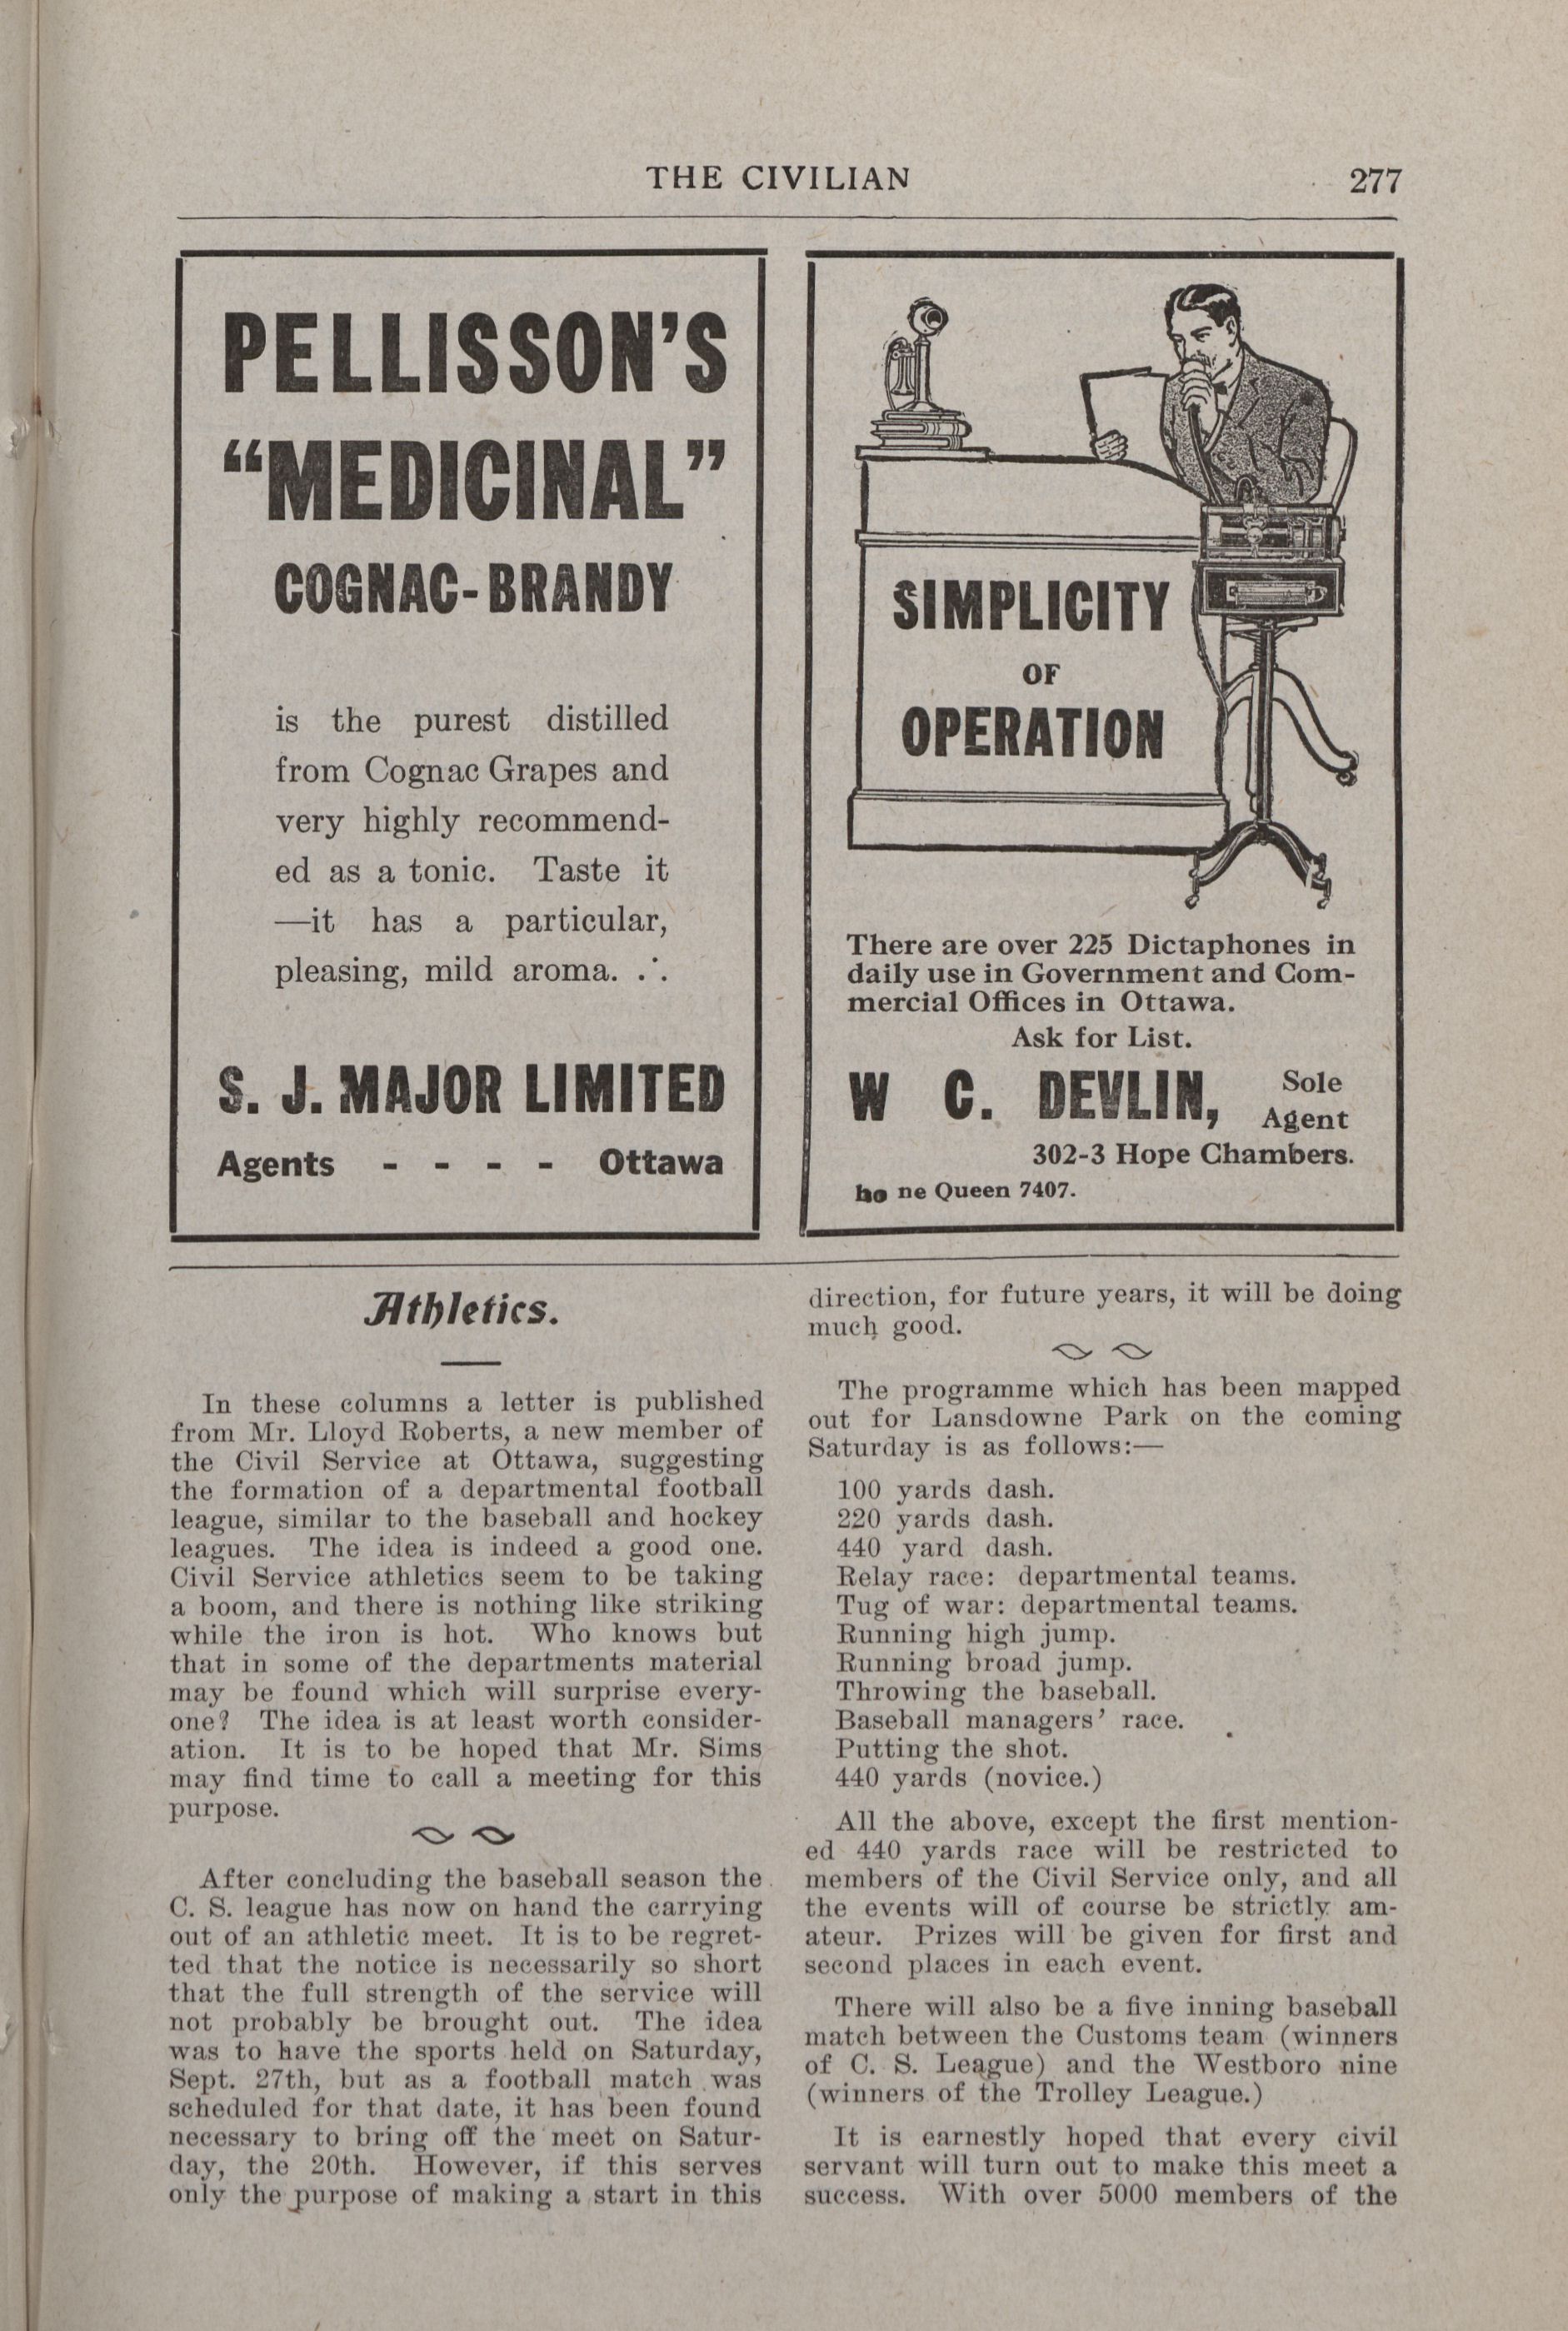 THE CIVILIAN
277
PELLISSON'S
“MEDICINAL”
COGNAC-BRANDY
is the purest distilled
from Cognac Grapes and
very highly recommend-
ed as a tonic. Taste it
—it has a particular,
pleasing, mild aroma. .·.
S. J. MAJOR LIMITED
Agents - - - - Ottawa
SIMPLICITY
OF
OPERATION
There are over 225 Dictaphones in
daily use in Government and Com-
mercial Offices in Ottawa.
Ask for List.
W C. DEVLIN, Sole
Agent
302-3 Hope Chambers.
ho ne Queen 7407.
Athletics.
In these columns a letter is published
from Mr. Lloyd Roberts, a new member of
the Civil Service at Ottawa, suggesting
the formation of a departmental football
league, similar to the baseball and hockey
leagues. The idea is indeed a good one.
Civil Service athletics seem to be taking
a boom, and there is nothing like striking
while the iron is hot. Who knows but
that in some of the departments material
may be found which will surprise every-
one? The idea is at least worth consider-
ation. It is to be hoped that Mr. Sims
may find time to call a meeting for this
purpose.
After concluding the baseball season the
C. S. league has now on hand the carrying
out of an athletic meet. It is to be regret-
ted that the notice is necessarily so short
that the full strength of the service will
not probably be brought out. The idea
was to have the sports held on Saturday,
Sept. 27th, but as a football match was
scheduled for that date, it has been found
necessary to bring off the meet on Satur-
day, the 20th. However, if this serves
only the purpose of making a start in this
direction, for future years, it will be doing
much good.
The programme which has been mapped
out for Lansdowne Park on the coming
Saturday is as follows:—
100 yards dash.
220 yards dash.
440 yard dash.
Relay race: departmental teams.
Tug of war: departmental teams.
Running high jump.
Running broad jump.
Throwing the baseball.
Baseball managers' race.
Putting the shot.
440 yards (novice.)
All the above, except the first mention-
ed 440 yards race will be restricted to
members of the Civil Service only, and all
the events will of course be strictly am-
ateur. Prizes will be given for first and
second places in each event.
There will also be a five inning baseball
match between the Customs team (winners
of C. S. League) and the Westboro nine
(winners of the Trolley League.)
It is earnestly hoped that every civil
servant will turn out to make this meet a
success. With over 5000 members of the